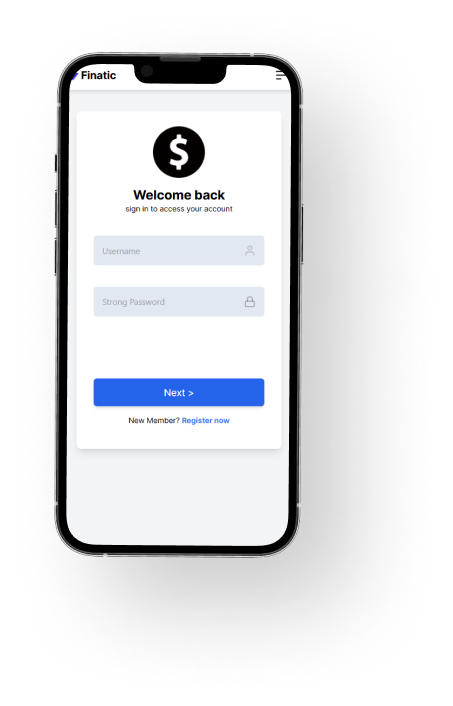 Finatic
$
Welcome back
sign in to access your account
Username
Strong Password
Next >
New Member? Register now